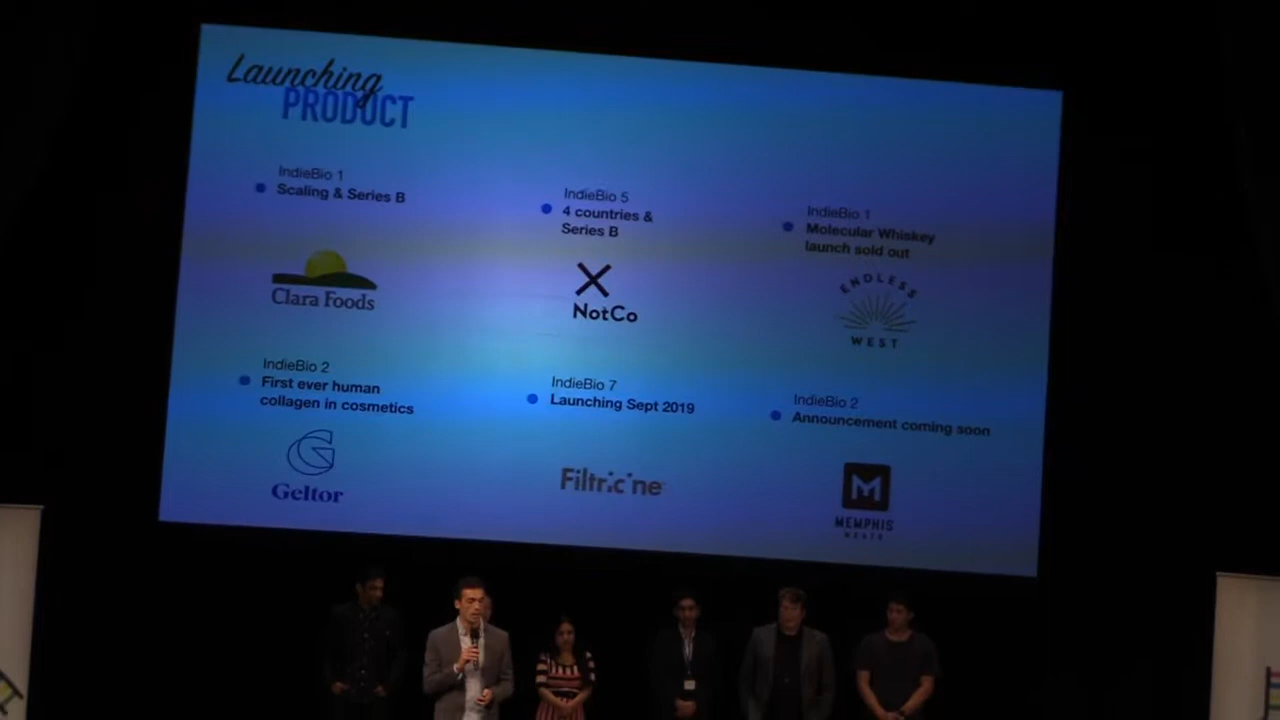 Launching
PRODUCT
IndieBio 1
Scaling & Series B
Clara Foods
IndieBio 5
4 countries &
Series B
NotCo
IndieBio 1
Molecular Whiskey
launch sold out
ENDLESS
WEST
IndieBio 2
First ever human
collagen in cosmetics
Geltor
IndieBio 7
Launching Sept 2019
Filtricine
IndieBio 2
Announcement coming soon
M
MEMPHIS
MEATS